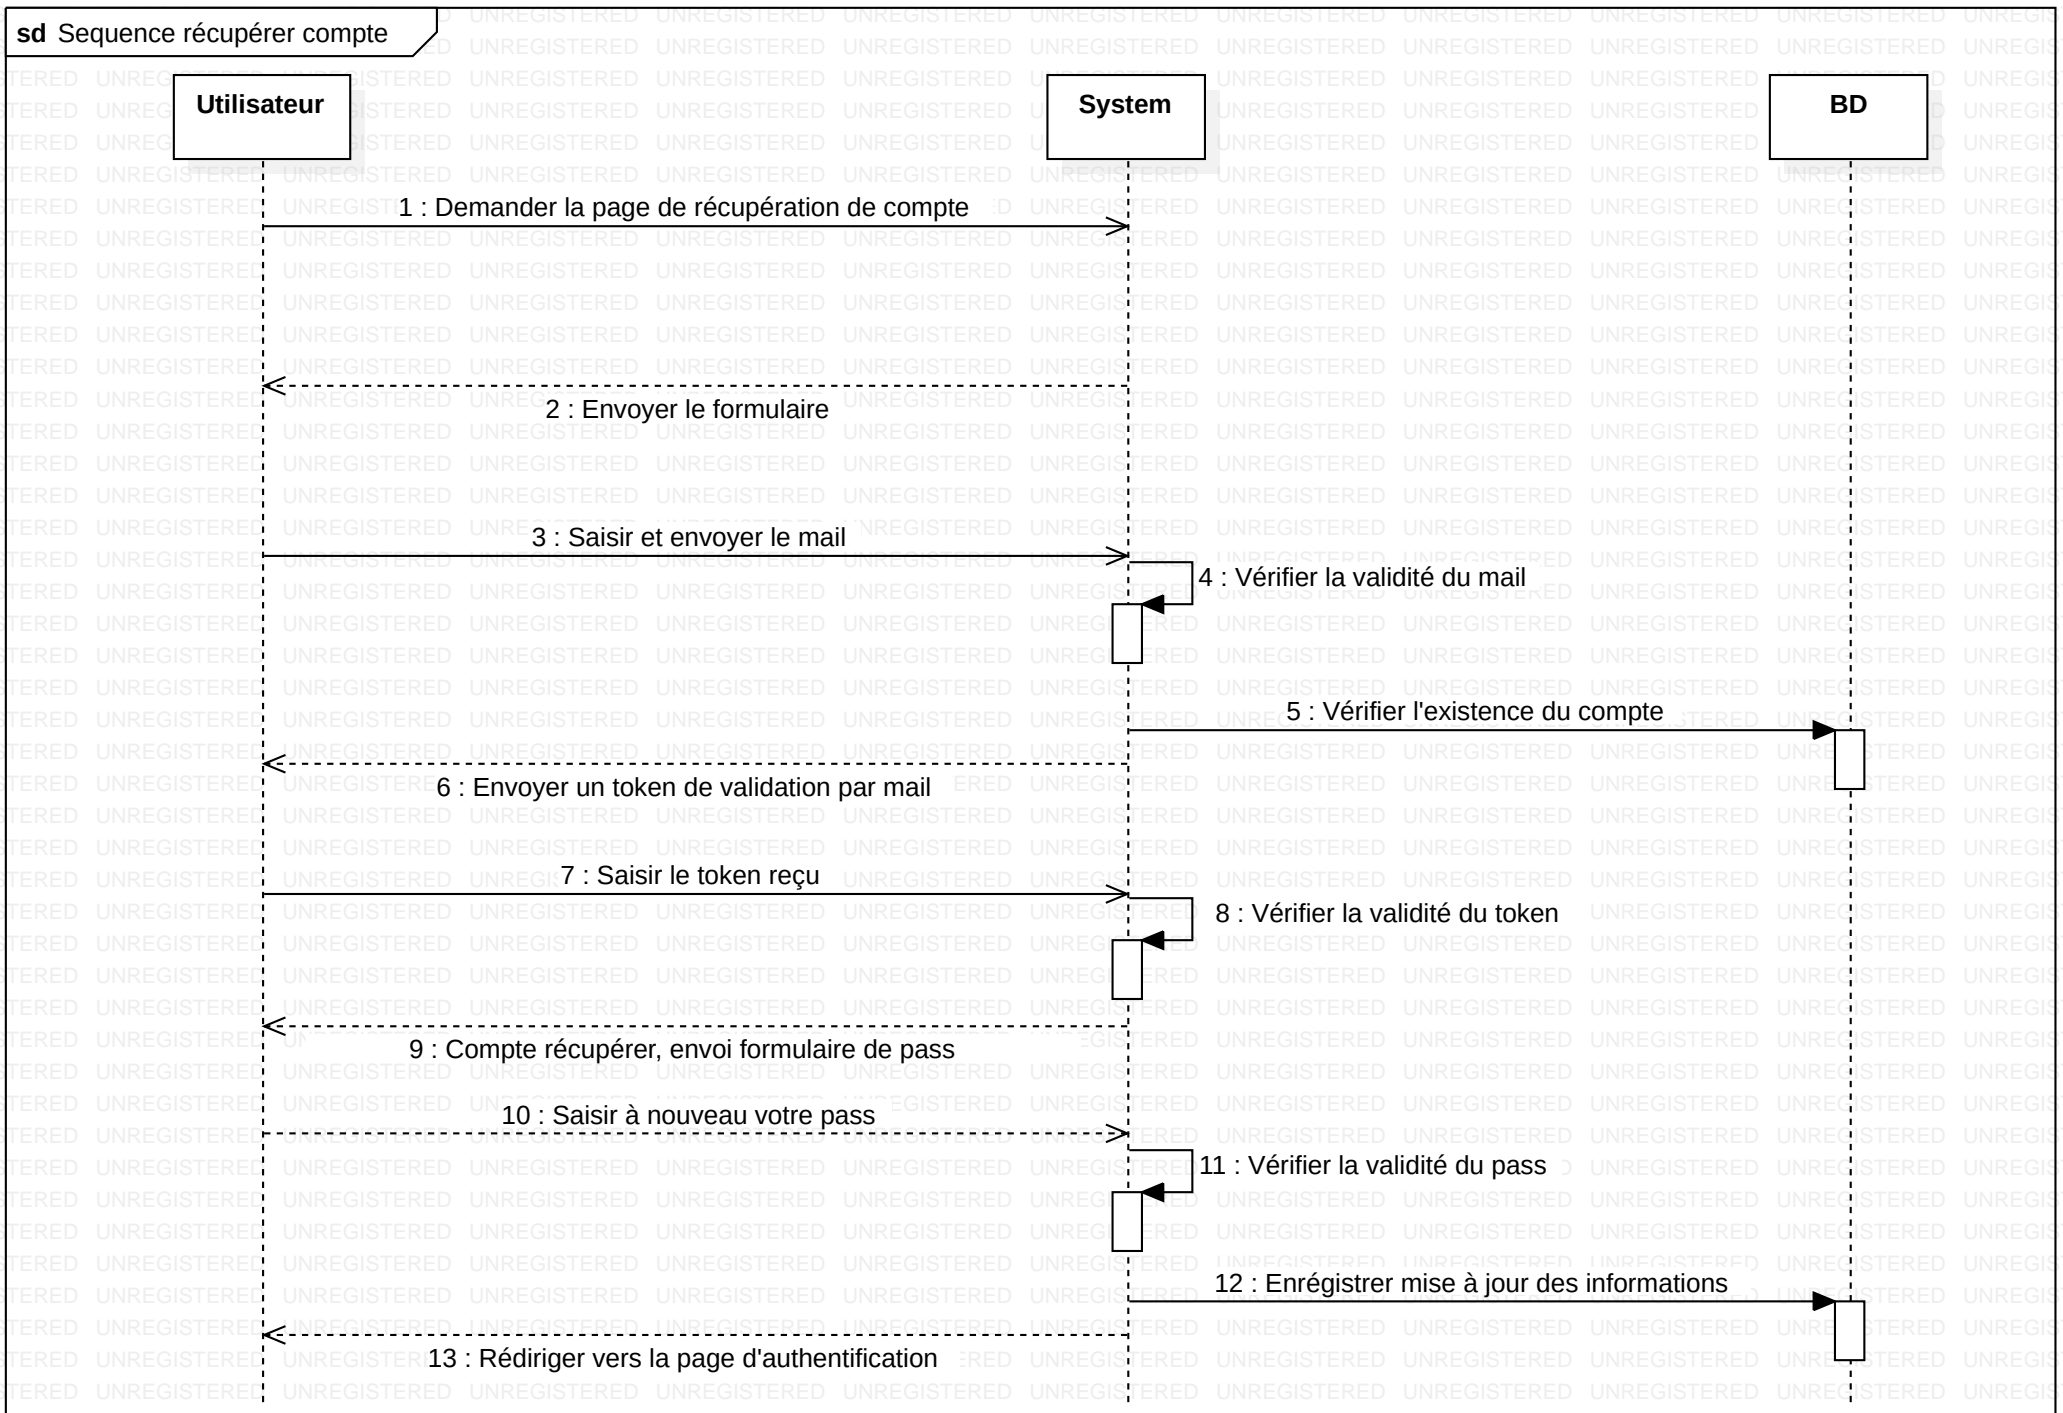 sd Sequence récupérer compte
Utilisateur
System
BD
1 : Demander la page de récupération de compte
2 : Envoyer le formulaire
3 : Saisir et envoyer le mail
4 : Vérifier la validité du mail
5 : Vérifier l'existence du compte
6 : Envoyer un token de validation par mail
7 : Saisir le token reçu
8 : Vérifier la validité du token
9 : Compte récupérer, envoi formulaire de pass
10 : Saisir à nouveau votre pass
11 : Vérifier la validité du pass
12 : Enrégistrer mise à jour des informations
13 : Rédiriger vers la page d'authentification
UNREGISTERED